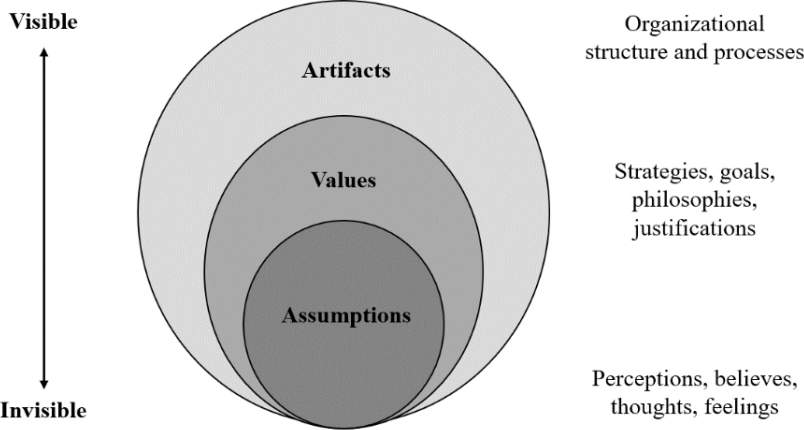 Visible
Artifacts
Organizational
structure and processes
Values
Strategies, goals,
philosophies,
justifications
Assumptions
Perceptions, believes,
thoughts, feelings
Invisible